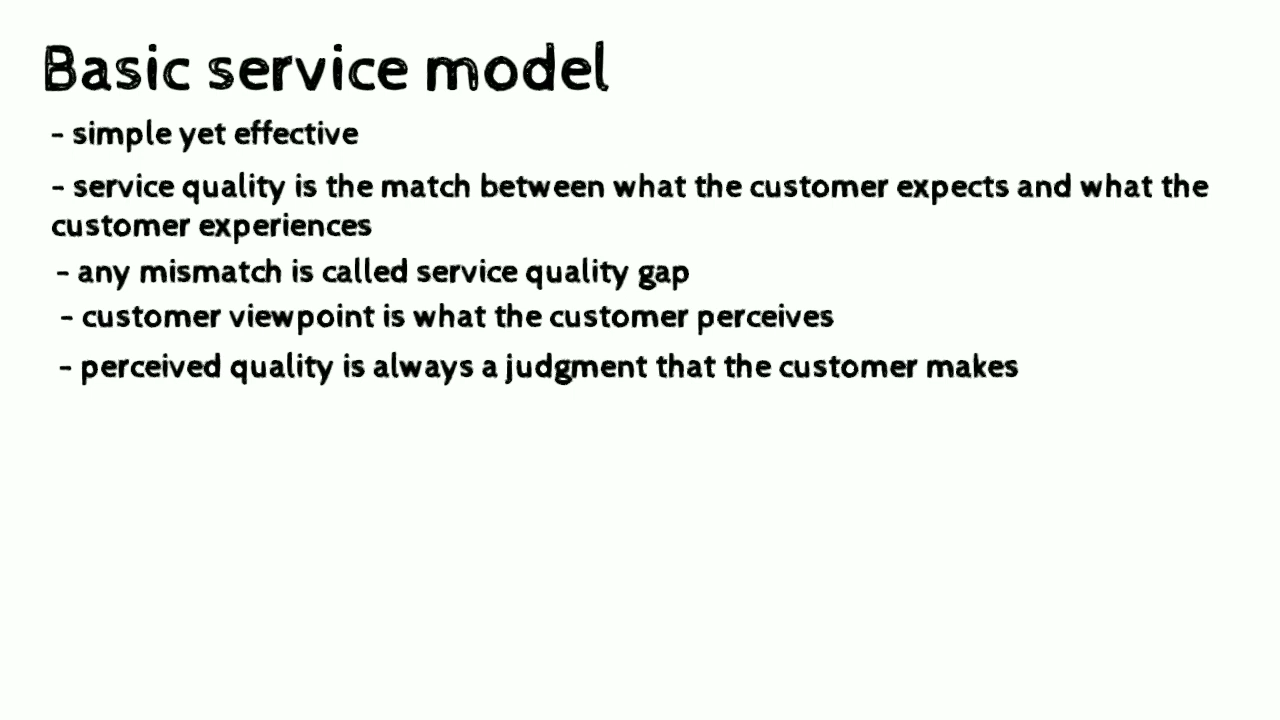 Basic service model
- simple yet effective
- service quality is the match between what the customer expects and what the
customer experiences
- any mismatch is called service quality gap
- customer viewpoint is what the customer perceives
- perceived quality is always a judgment that the customer makes